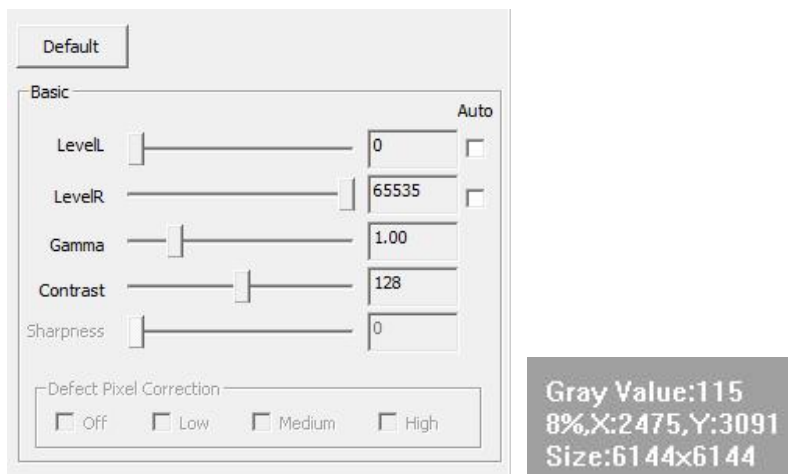 Default
Basic
Auto
LevelL 0
LevelR 65535
Gamma 1.00
Contrast 128
Sharpness 0
Defect Pixel Correction
Off Low Medium High
Gray Value:115
8%,X:2475,Y:3091
Size:6144x6144